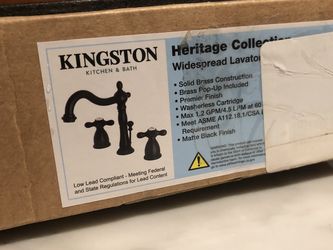 KINGSTON
KITCHEN & BATH
Heritage Collection
Widespread Lavator
- Solid Brass Construction
- Brass Pop-Up Included
- Premier Finish
- Washerless Cartridge
- Max 1.2 GPM/4.5 L/PM at 60
- Meet ASME A112.18.1/CSA
Requirement
- Matte Black Finish
Low Lead Compliant - Meeting Federal
and State Regulations for Lead Content